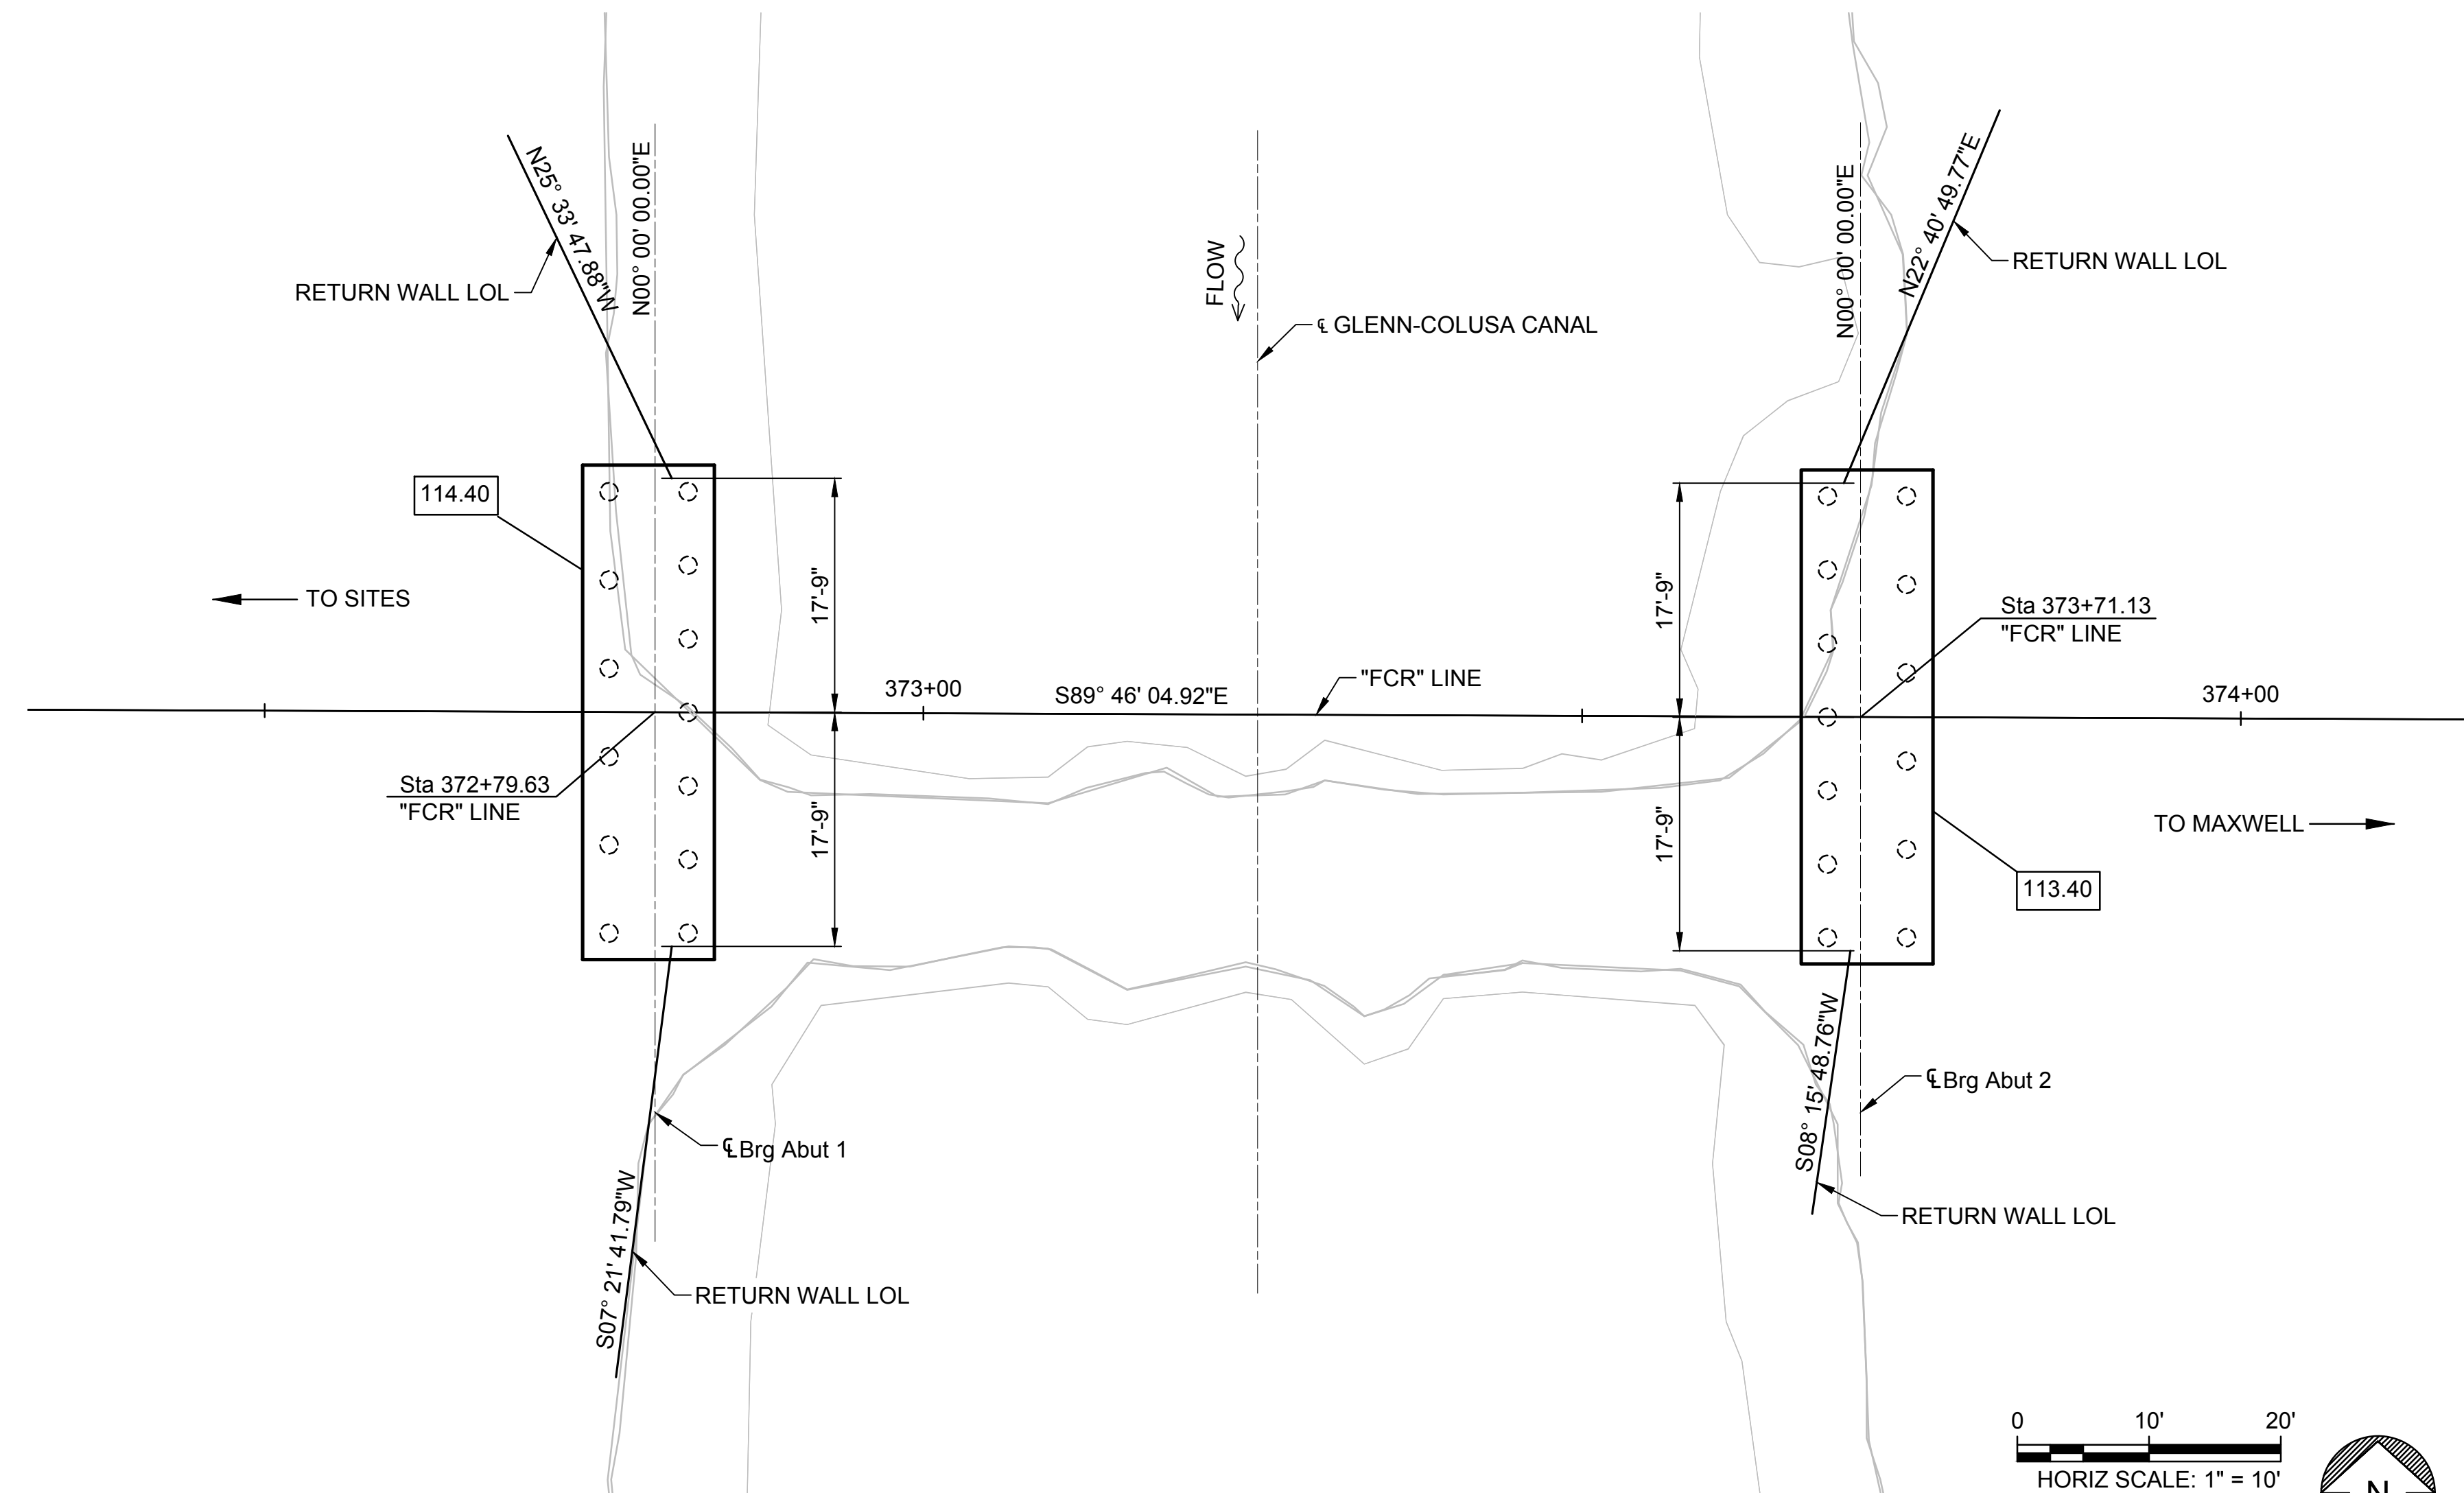 N25° 33' 47.88"W
N00° 00' 00.00"E
RETURN WALL LOL
FLOW
℄ GLENN-COLUSA CANAL
N00° 00' 00.00"E
N22° 40' 49.77"E
RETURN WALL LOL
114.40
TO SITES
17'-9"
17'-9"
Sta 373+71.13
"FCR" LINE
373+00
S89° 46' 04.92"E
"FCR" LINE
374+00
Sta 372+79.63
"FCR" LINE
17'-9"
17'-9"
TO MAXWELL
113.40
℄ Brg Abut 1
S08° 15' 48.76"W
℄ Brg Abut 2
S07° 21' 41.79"W
RETURN WALL LOL
RETURN WALL LOL
0 10' 20'
HORIZ SCALE: 1" = 10'
N